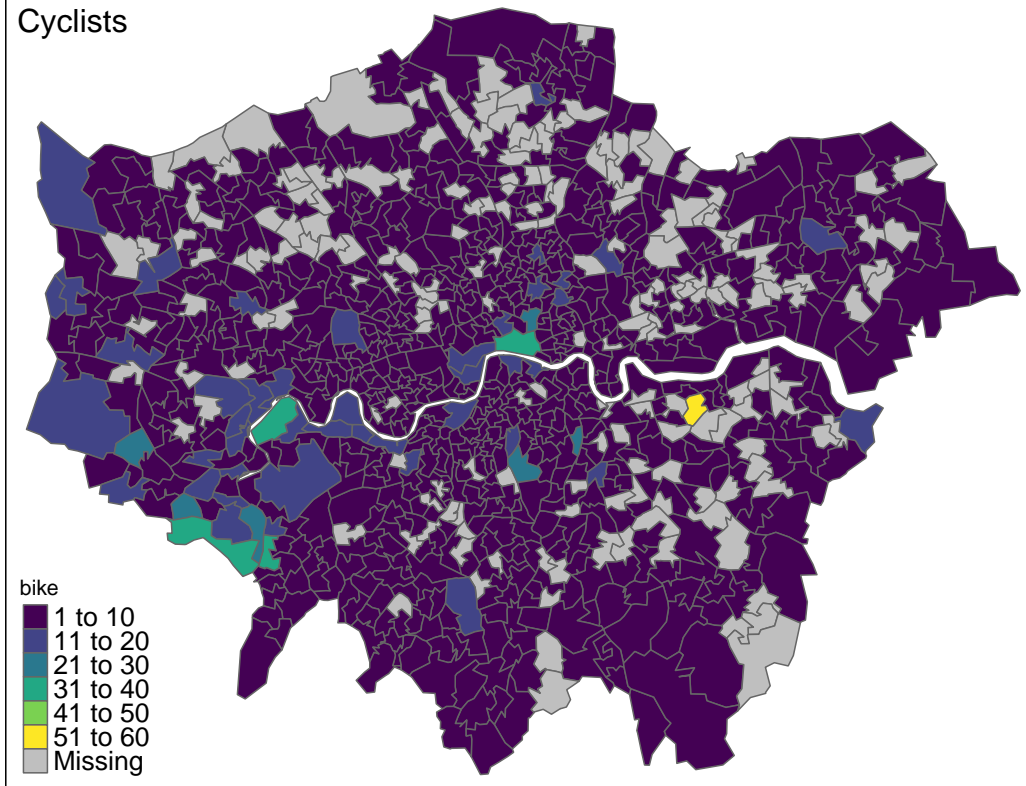 Cyclists
bike
1 to 10
11 to 20
21 to 30
31 to 40
41 to 50
51 to 60
Missing